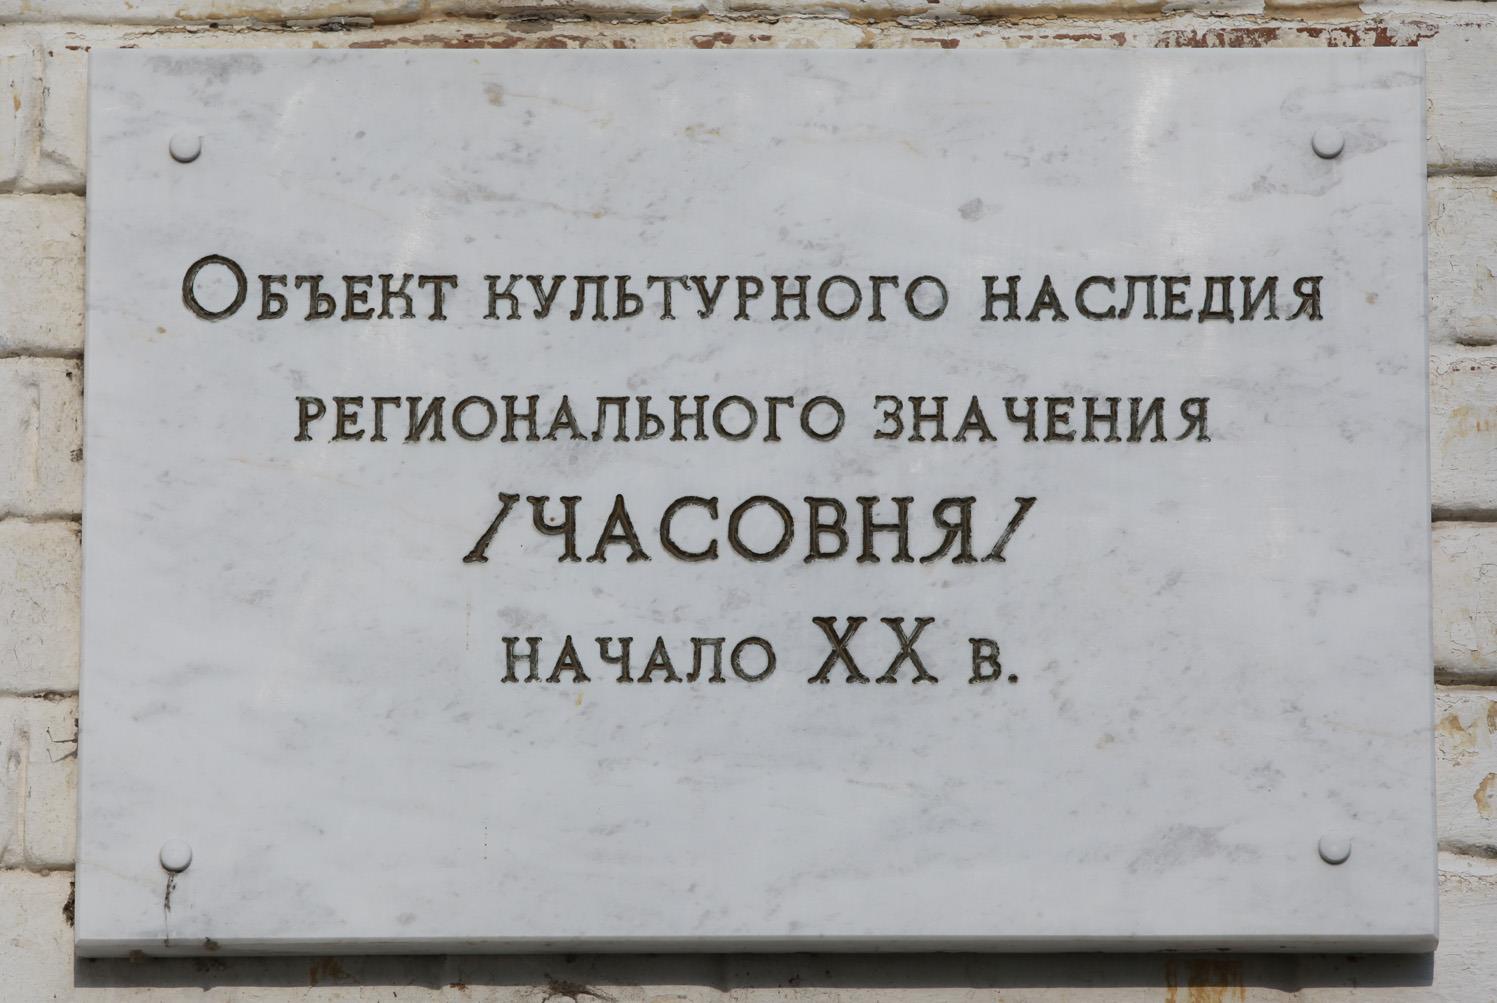 Объект культурного наследия
регионального значения
/ЧАСОВНЯ/
начало XX в.